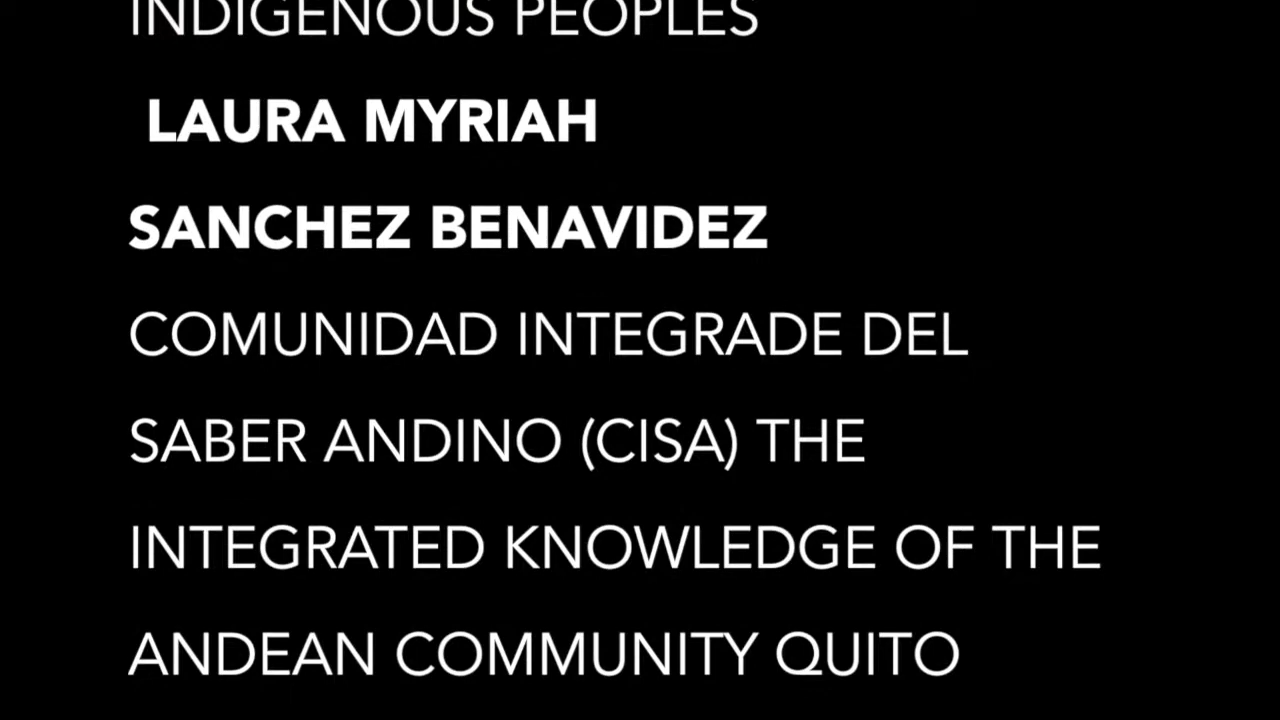 INDIGENOUS PEOPLES
LAURA MYRIAH
SANCHEZ BENAVIDEZ
COMUNIDAD INTEGRADE DEL
SABER ANDINO (CISA) THE
INTEGRATED KNOWLEDGE OF THE
ANDEAN COMMUNITY QUITO